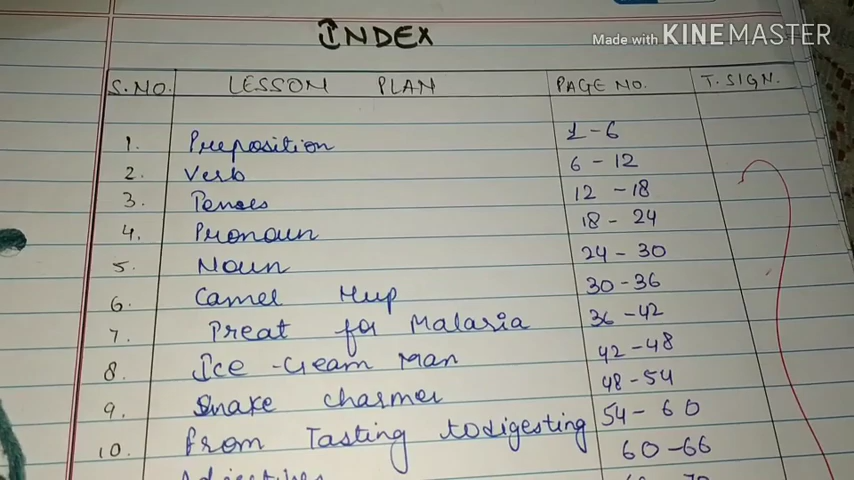 INDEX
Made with KINEMASTER
S.NO. LESSON PLAN PAGE NO. T. SIGN.
1. Preposition 1-6
2. Verb 6-12
3. Tenses 12-18
4. Pronoun 18-24
5. Noun 24-30
6. Camel Hup 30-36
7. Preat for Malaria 36-42
8. Ice-Cream Man 42-48
9. Snake charmer 48-54
10. from Tasting to digesting 54-60
Adjectives 60-66